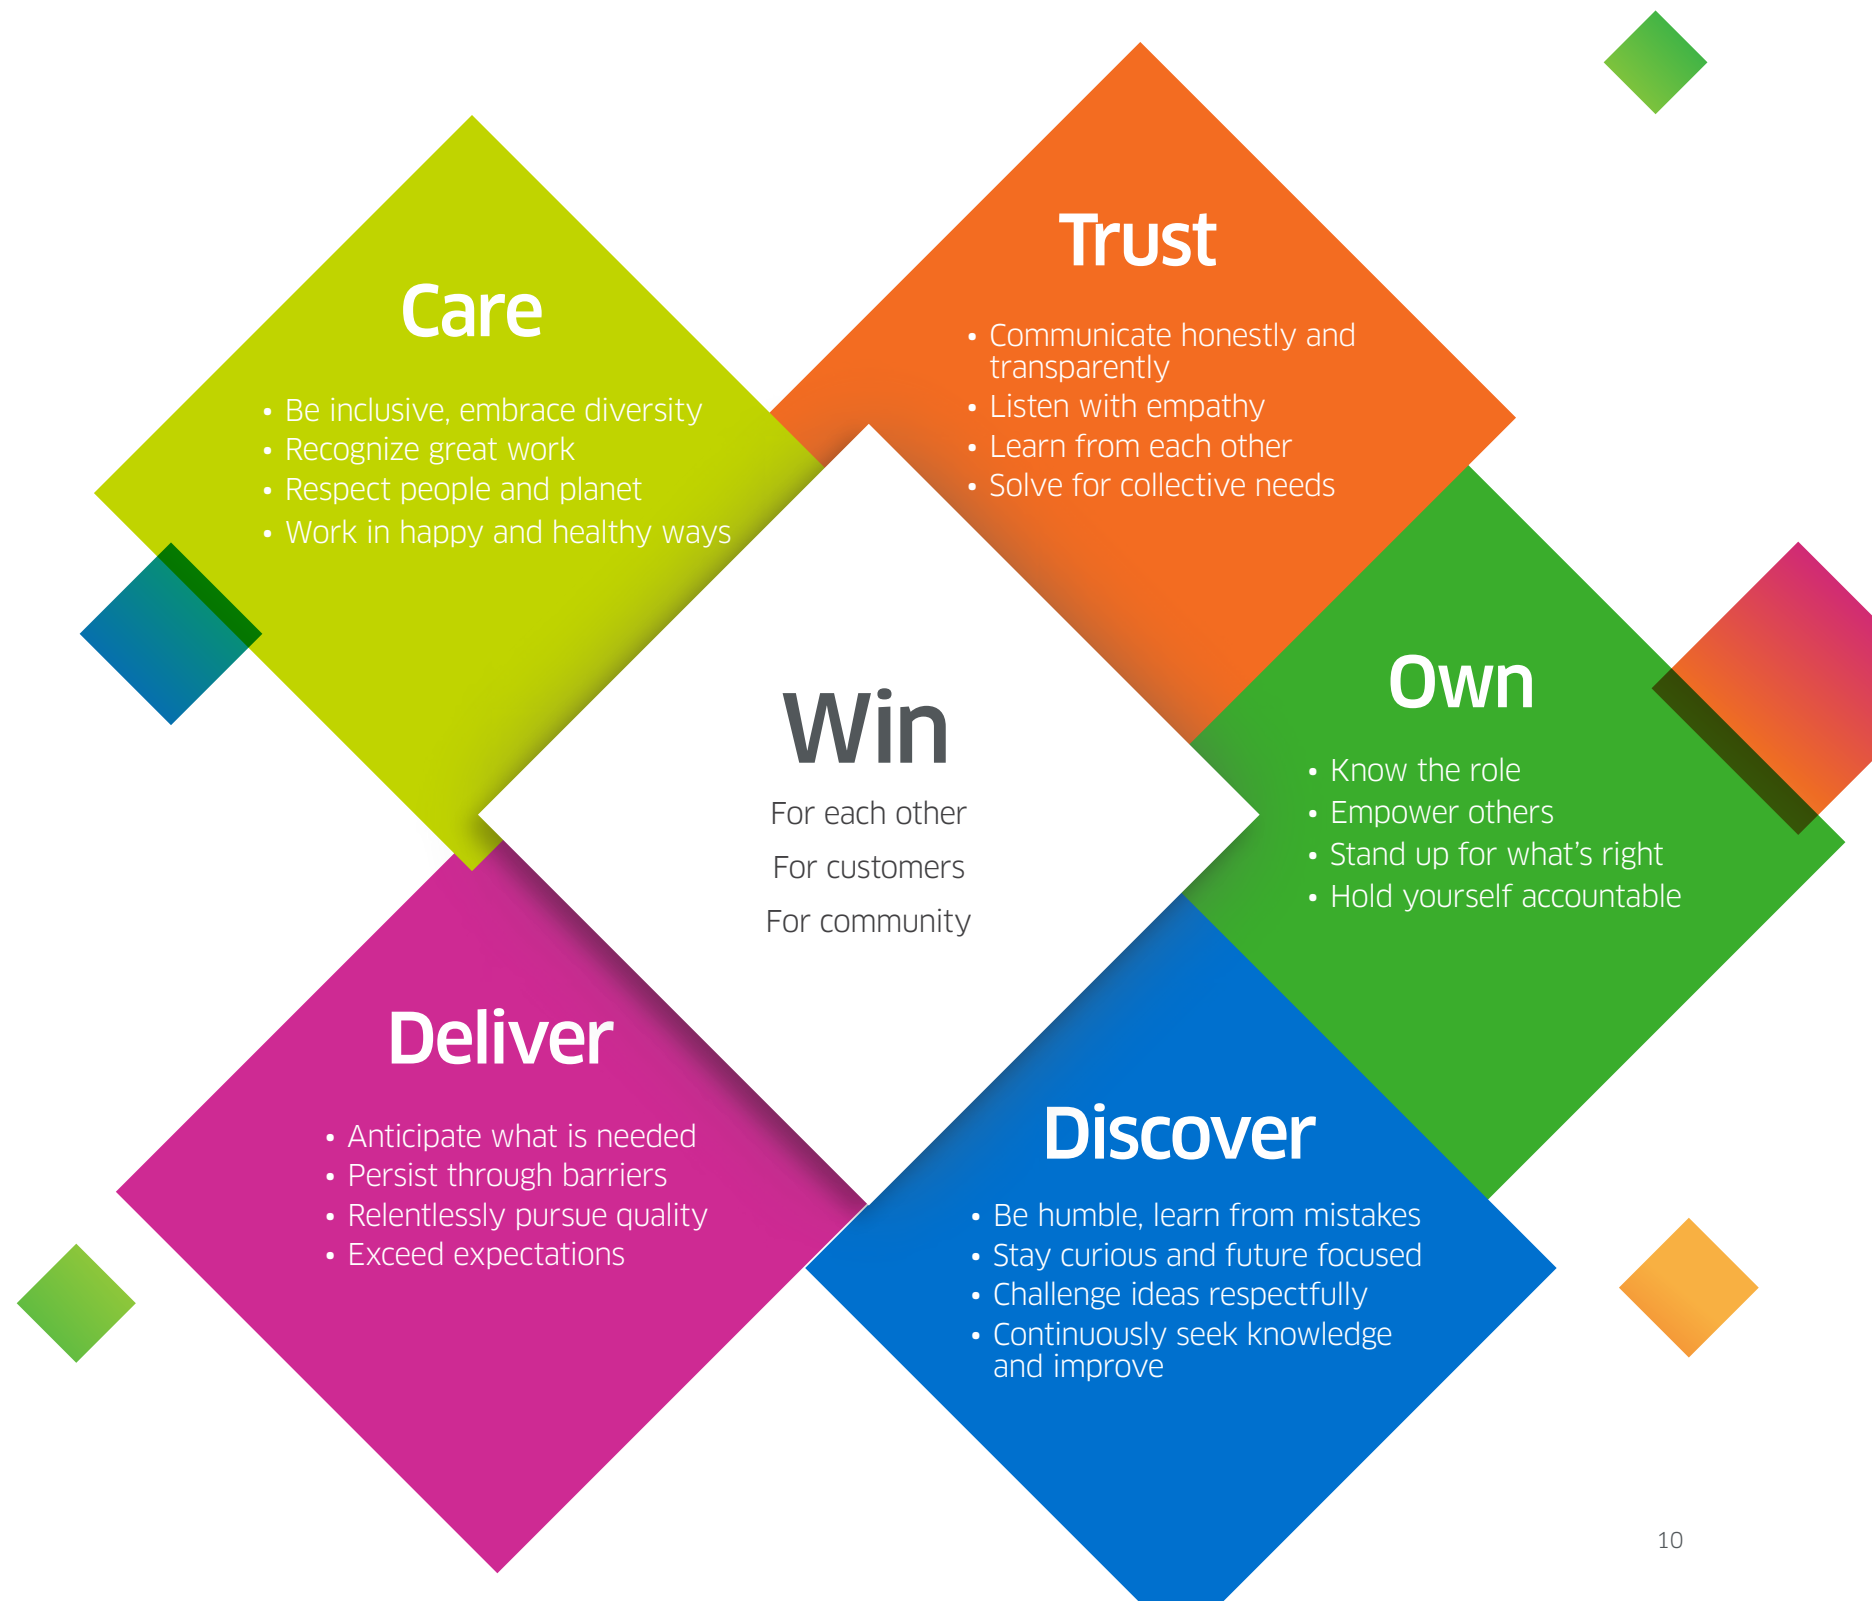 Care
• Be inclusive, embrace diversity
• Recognize great work
• Respect people and planet
• Work in happy and healthy ways
Trust
• Communicate honestly and
transparently
• Listen with empathy
• Learn from each other
• Solve for collective needs
Win
For each other
For customers
For community
Own
• Know the role
• Empower others
• Stand up for what’s right
• Hold yourself accountable
Deliver
• Anticipate what is needed
• Persist through barriers
• Relentlessly pursue quality
• Exceed expectations
Discover
• Be humble, learn from mistakes
• Stay curious and future focused
• Challenge ideas respectfully
• Continuously seek knowledge
and improve
10